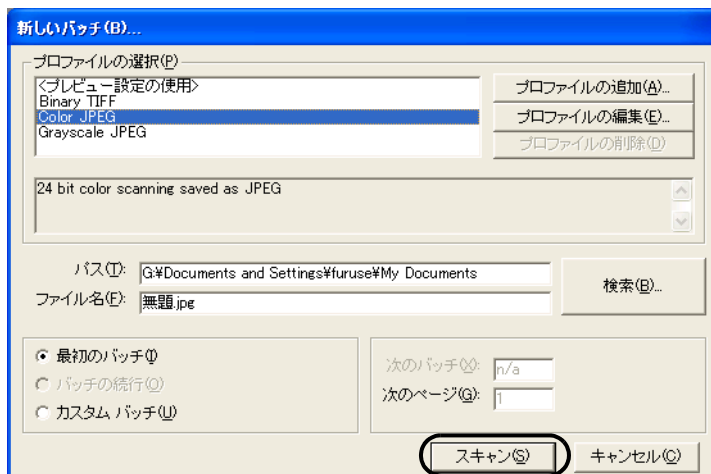 新しいバッチ(B)...
プロファイルの選択(P)
<プレビュー設定の使用>
Binary TIFF
Color JPEG
Grayscale JPEG
プロファイルの追加(A)...
プロファイルの編集(E)...
プロファイルの削除(D)
24 bit color scanning saved as JPEG
パス(T): G:¥Documents and Settings¥furuse¥My Documents
ファイル名(F): 無題.jpg
検索(B)...
最初のバッチ(I)
バッチの続行(O)
カスタム バッチ(U)
次のバッチ(X): n/a
次のページ(G): 1
スキャン(S)
キャンセル(C)